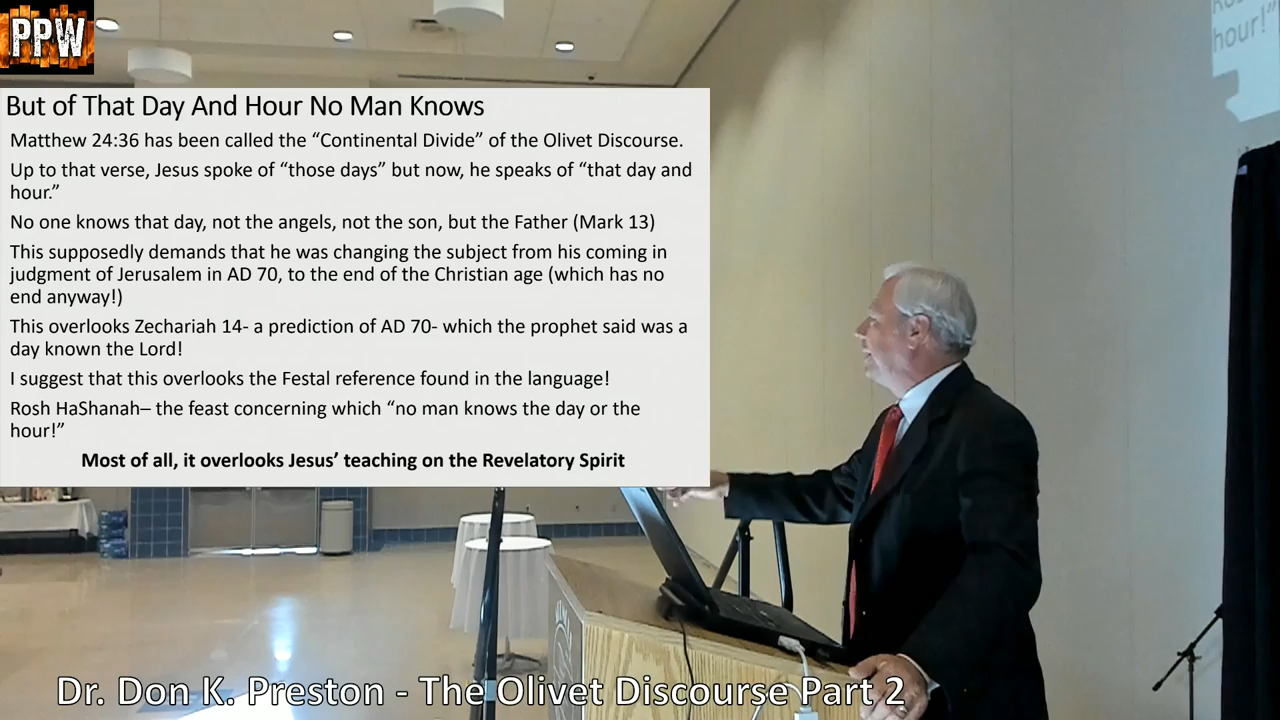 PPW
But of That Day And Hour No Man Knows
Matthew 24:36 has been called the “Continental Divide” of the Olivet Discourse.
Up to that verse, Jesus spoke of “those days” but now, he speaks of “that day and
hour.”
No one knows that day, not the angels, not the son, but the Father (Mark 13)
This supposedly demands that he was changing the subject from his coming in
judgment of Jerusalem in AD 70, to the end of the Christian age (which has no
end anyway!)
This overlooks Zechariah 14- a prediction of AD 70- which the prophet said was a
day known the Lord!
I suggest that this overlooks the Festal reference found in the language!
Rosh HaShanah– the feast concerning which “no man knows the day or the
hour!”
Most of all, it overlooks Jesus’ teaching on the Revelatory Spirit
hour!”
Dr. Don K. Preston - The Olivet Discourse Part 2